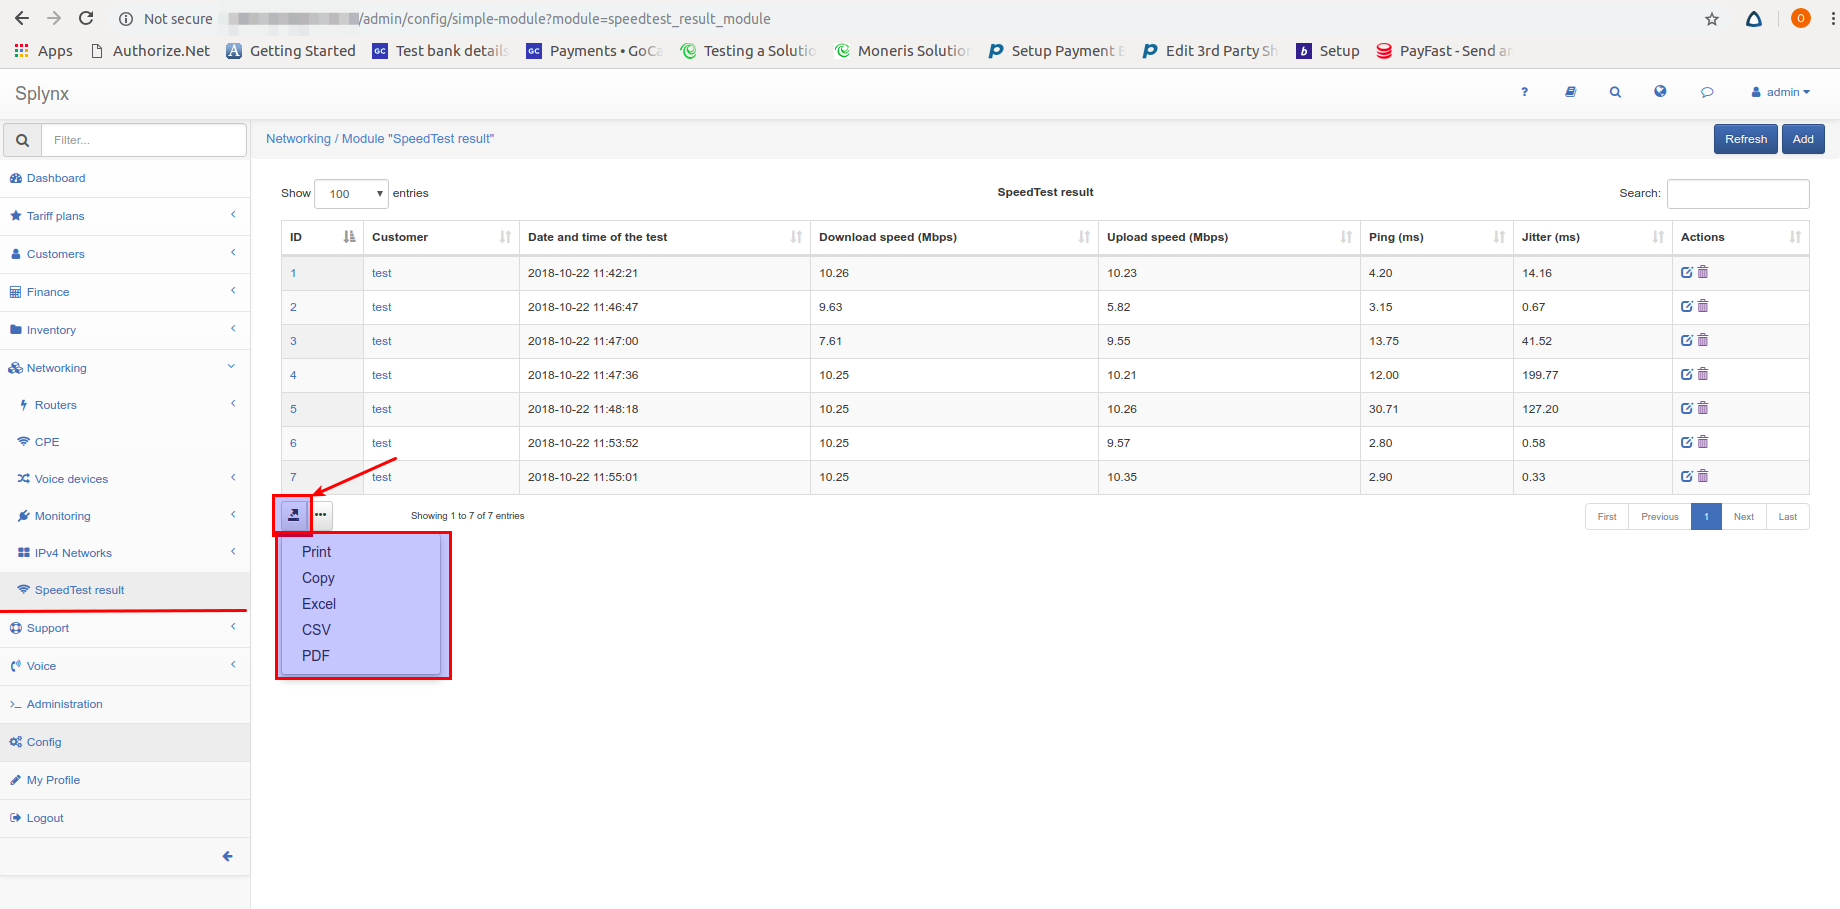 Not secure /admin/config/simple-module?module=speedtest_result_module O
Apps Authorize.Net Getting Started GC Test bank details GC Payments • GoCa Testing a Solutio Moneris Solution Setup Payment Edit 3rd Party Sh b Setup PayFast - Send
Splynx
? admin
Filter...
Networking / Module "SpeedTest result"
Refresh Add
Dashboard
Tariff plans
Customers
Finance
Inventory
Networking
Routers
CPE
Voice devices
Monitoring
IPv4 Networks
SpeedTest result
Support
Voice
Administration
Config
My Profile
Logout
Show 100 entries
SpeedTest result
Search:
ID Customer Date and time of the test Download speed (Mbps) Upload speed (Mbps) Ping (ms) Jitter (ms) Actions
1 test 2018-10-22 11:42:21 10.26 10.23 4.20 14.16
2 test 2018-10-22 11:46:47 9.63 5.82 3.15 0.67
3 test 2018-10-22 11:47:00 7.61 9.55 13.75 41.52
4 test 2018-10-22 11:47:36 10.25 10.21 12.00 199.77
5 test 2018-10-22 11:48:18 10.25 10.26 30.71 127.20
6 test 2018-10-22 11:53:52 10.25 9.57 2.80 0.58
7 test 2018-10-22 11:55:01 10.25 10.35 2.90 0.33
Showing 1 to 7 of 7 entries
First Previous 1 Next Last
Print
Copy
Excel
CSV
PDF